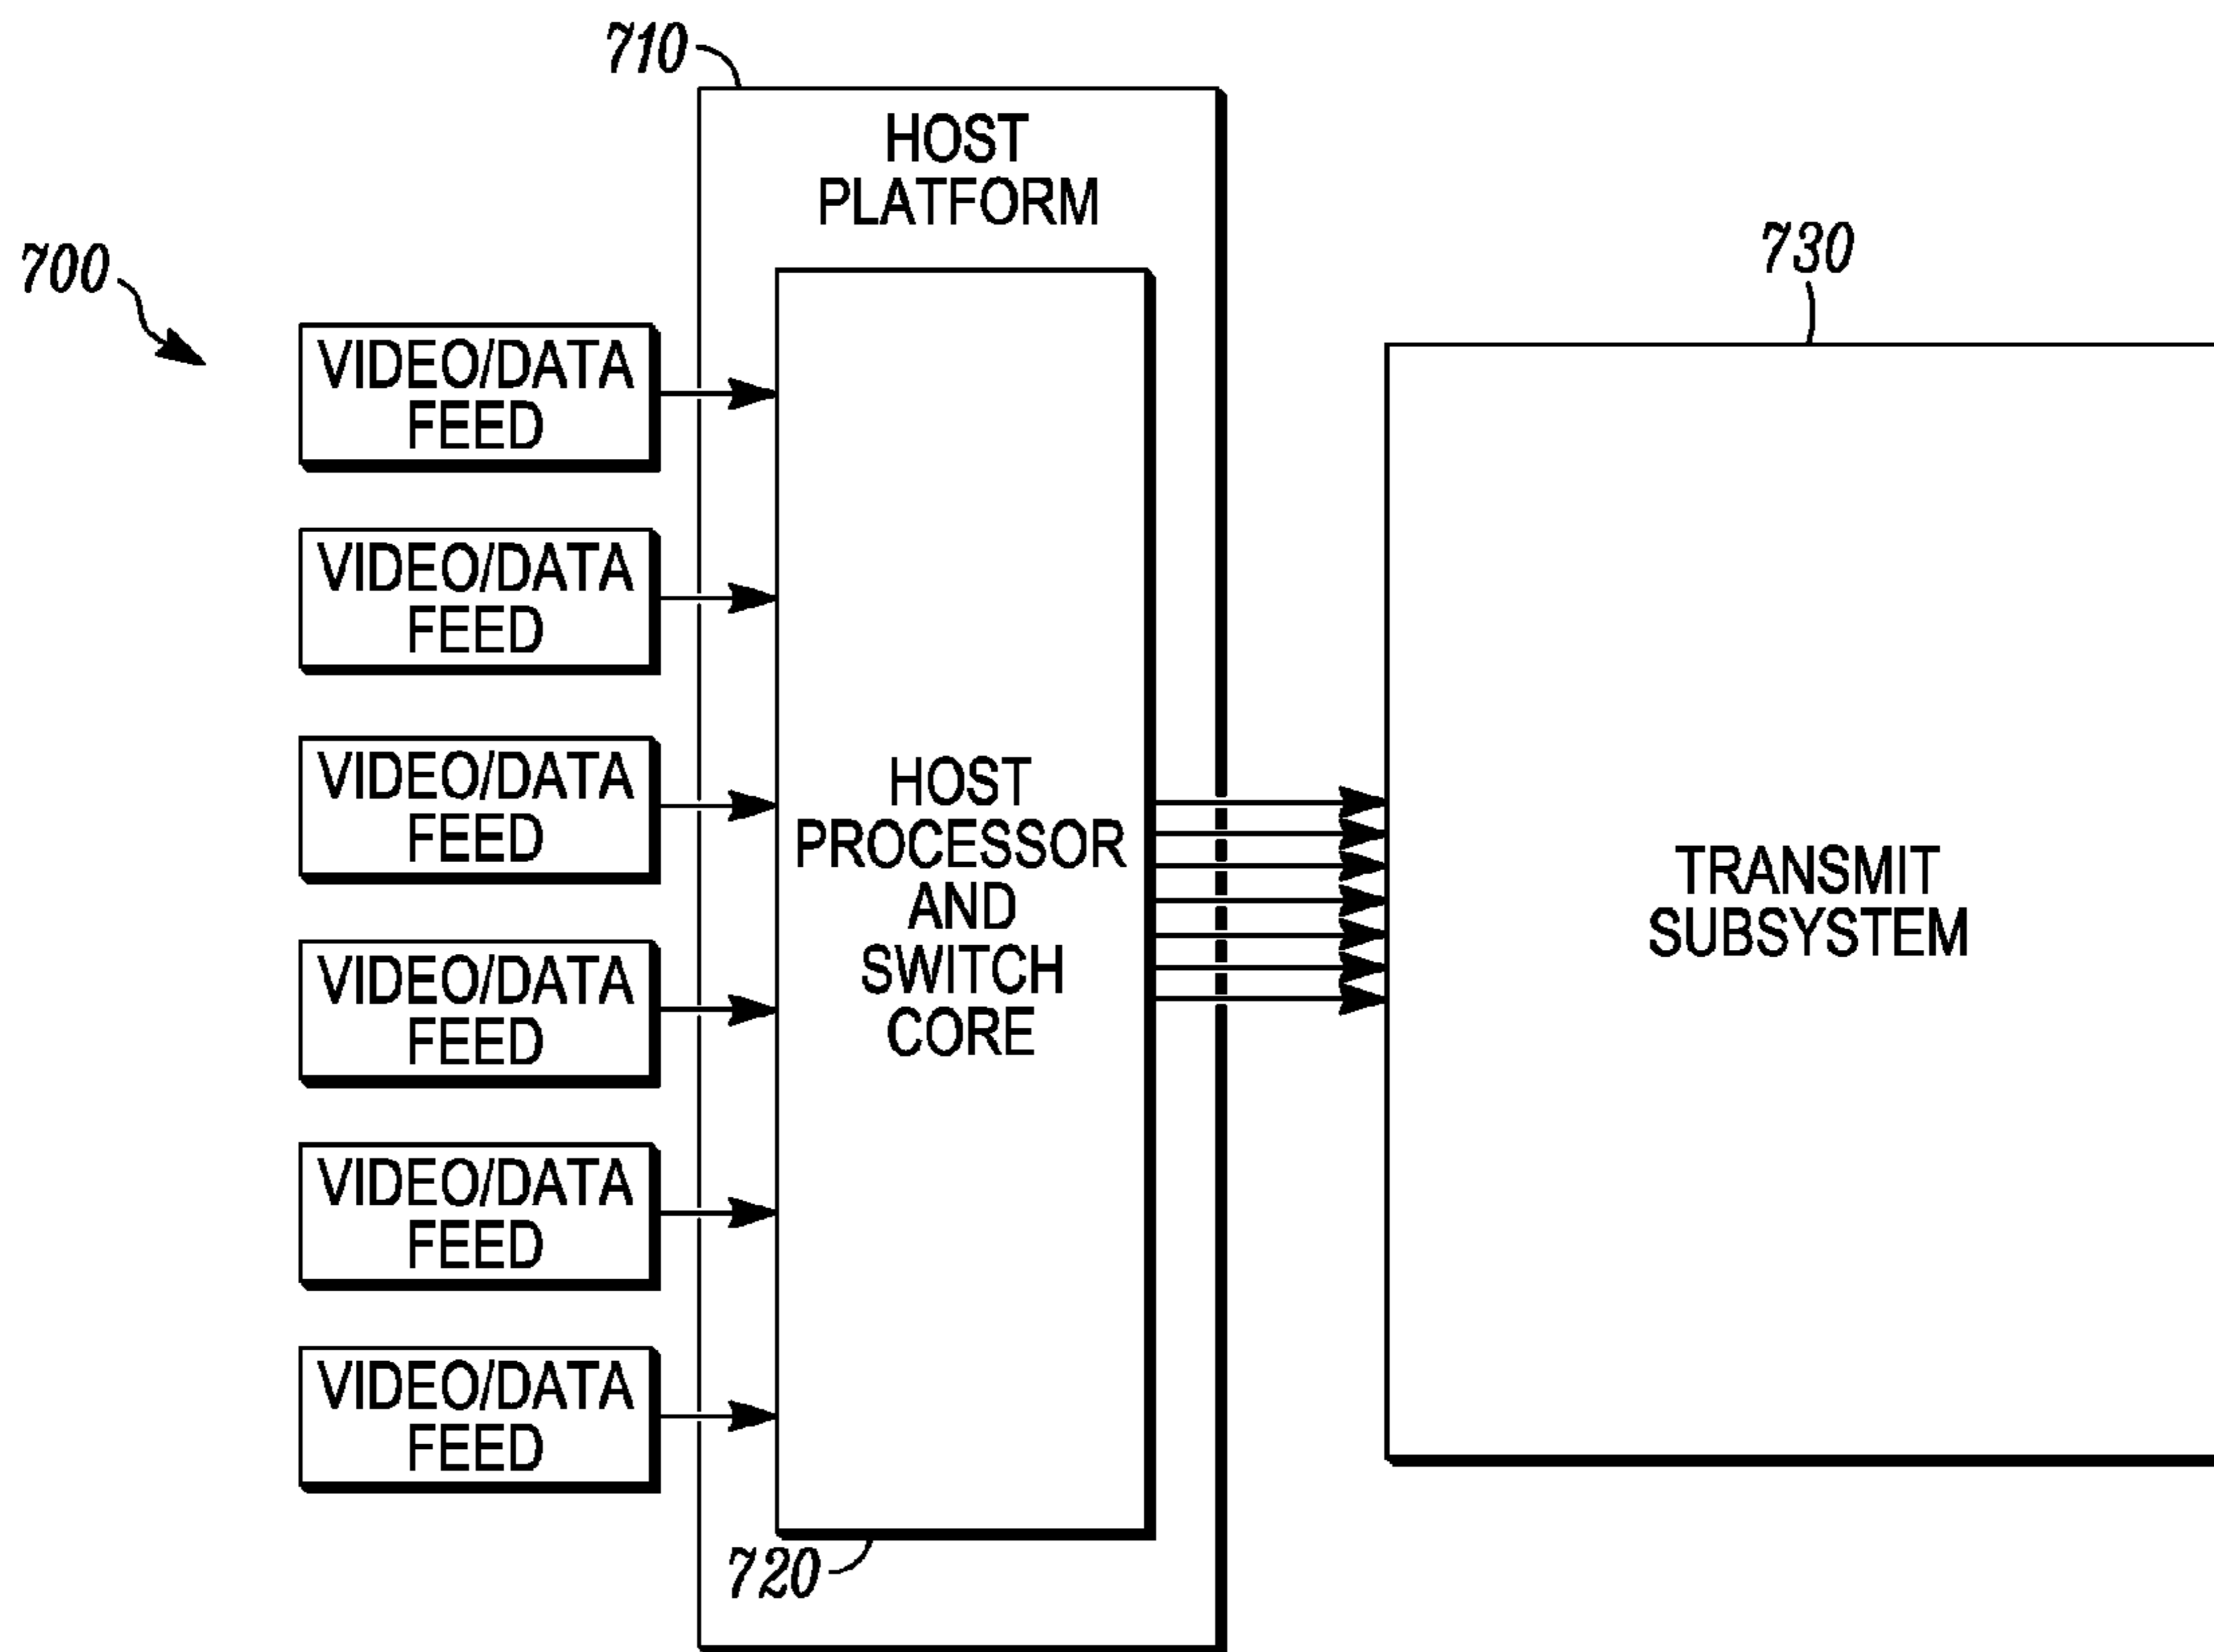 710
HOST
PLATFORM
700
730
VIDEO/DATA
FEED
VIDEO/DATA
FEED
VIDEO/DATA
FEED
VIDEO/DATA
FEED
VIDEO/DATA
FEED
VIDEO/DATA
FEED
HOST
PROCESSOR
AND
SWITCH
CORE
720
TRANSMIT
SUBSYSTEM